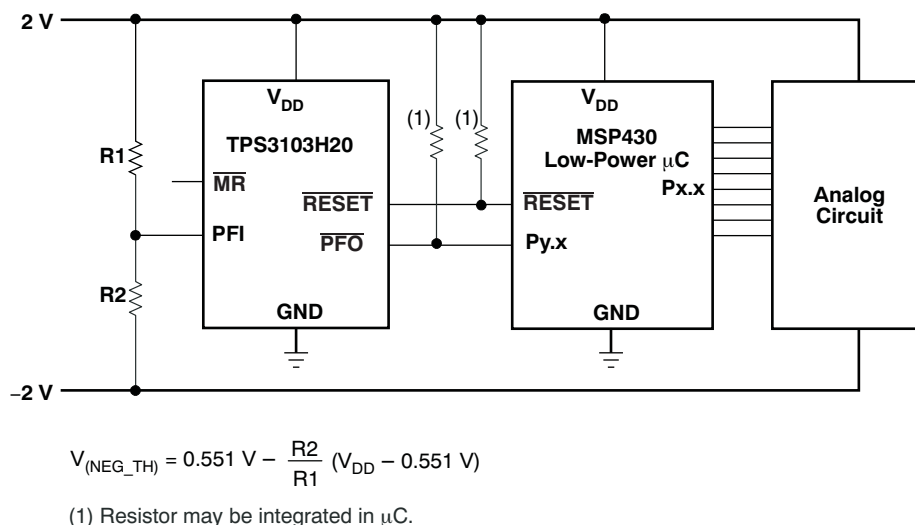 2 V
V_DD
TPS3103H20
R1
MR
RESET
PFI
PFO
R2
GND
(1)
(1)
V_DD
MSP430
Low-Power μC
Px.x
RESET
Py.x
GND
Analog
Circuit
–2 V
V_(NEG_TH) = 0.551 V – R2/R1 (V_DD – 0.551 V)
(1) Resistor may be integrated in μC.